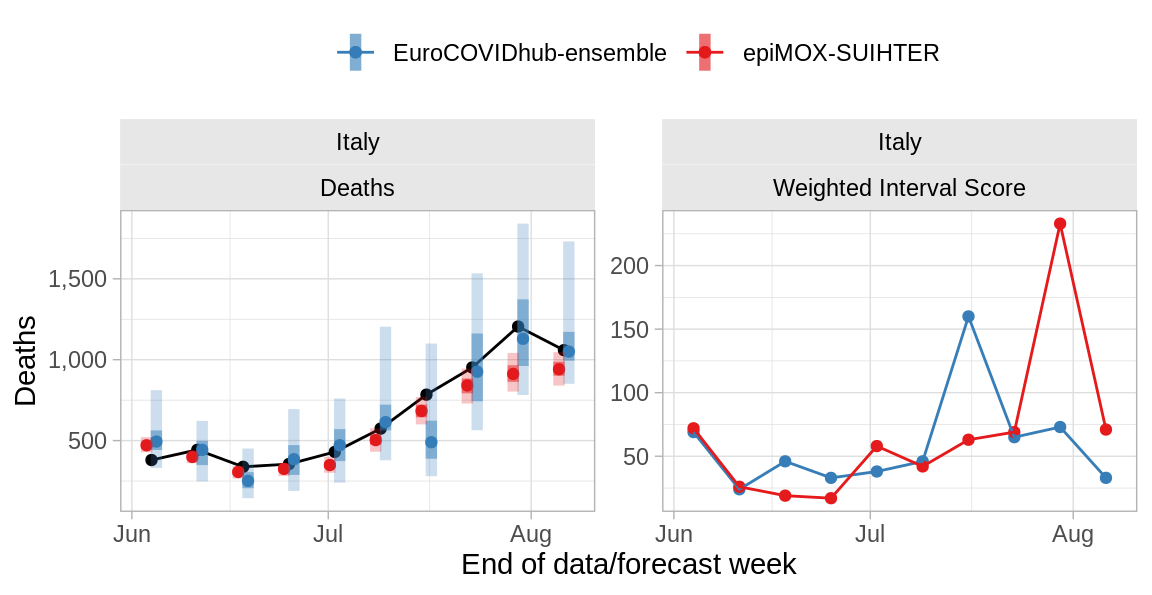 EuroCOVIDhub-ensemble epiMOX-SUIHTER
Italy Italy
Deaths Weighted Interval Score
Deaths
1,500
1,000
500
200
150
100
50
Jun Jul Aug Jun Jul Aug
End of data/forecast week